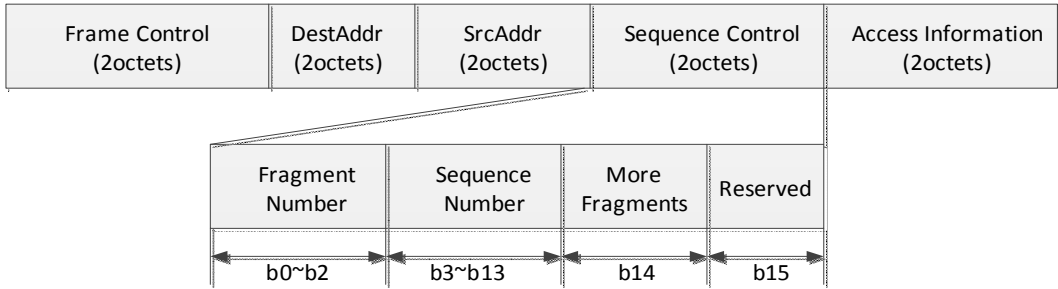 Frame Control
(2octets)
DestAddr
(2octets)
SrcAddr
(2octets)
Sequence Control
(2octets)
Access Information
(2octets)
Fragment
Number
Sequence
Number
More
Fragments
Reserved
b0~b2
b3~b13
b14
b15